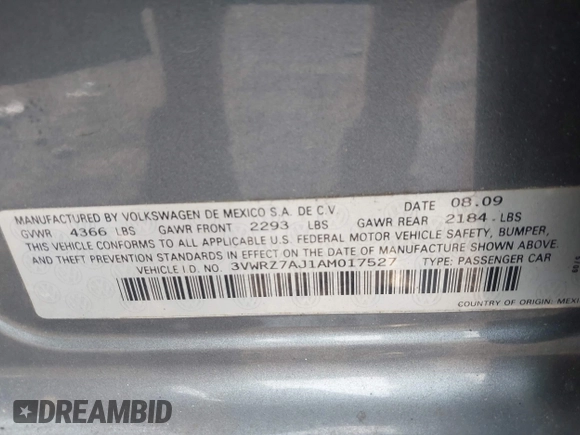 MANUFACTURED BY VOLKSWAGEN DE MEXICO S.A. DE C.V DATE 08.09
GVWR 4366 LBS GAWR FRONT 2293 LBS GAWR REAR 2184 - LBS
THIS VEHICLE CONFORMS TO ALL APPLICABLE U.S. FEDERAL MOTOR VEHICLE SAFETY, BUMPER,
AND THEFT PREVENTION STANDARDS IN EFFECT ON THE DATE OF MANUFACTURE SHOWN ABOVE.
VEHICLE I D. NO. 3VWRZ7AJ1AM017527 TYPE: PASSENGER CAR
COUNTRY OF ORIGIN: MEXI
DREAMBID